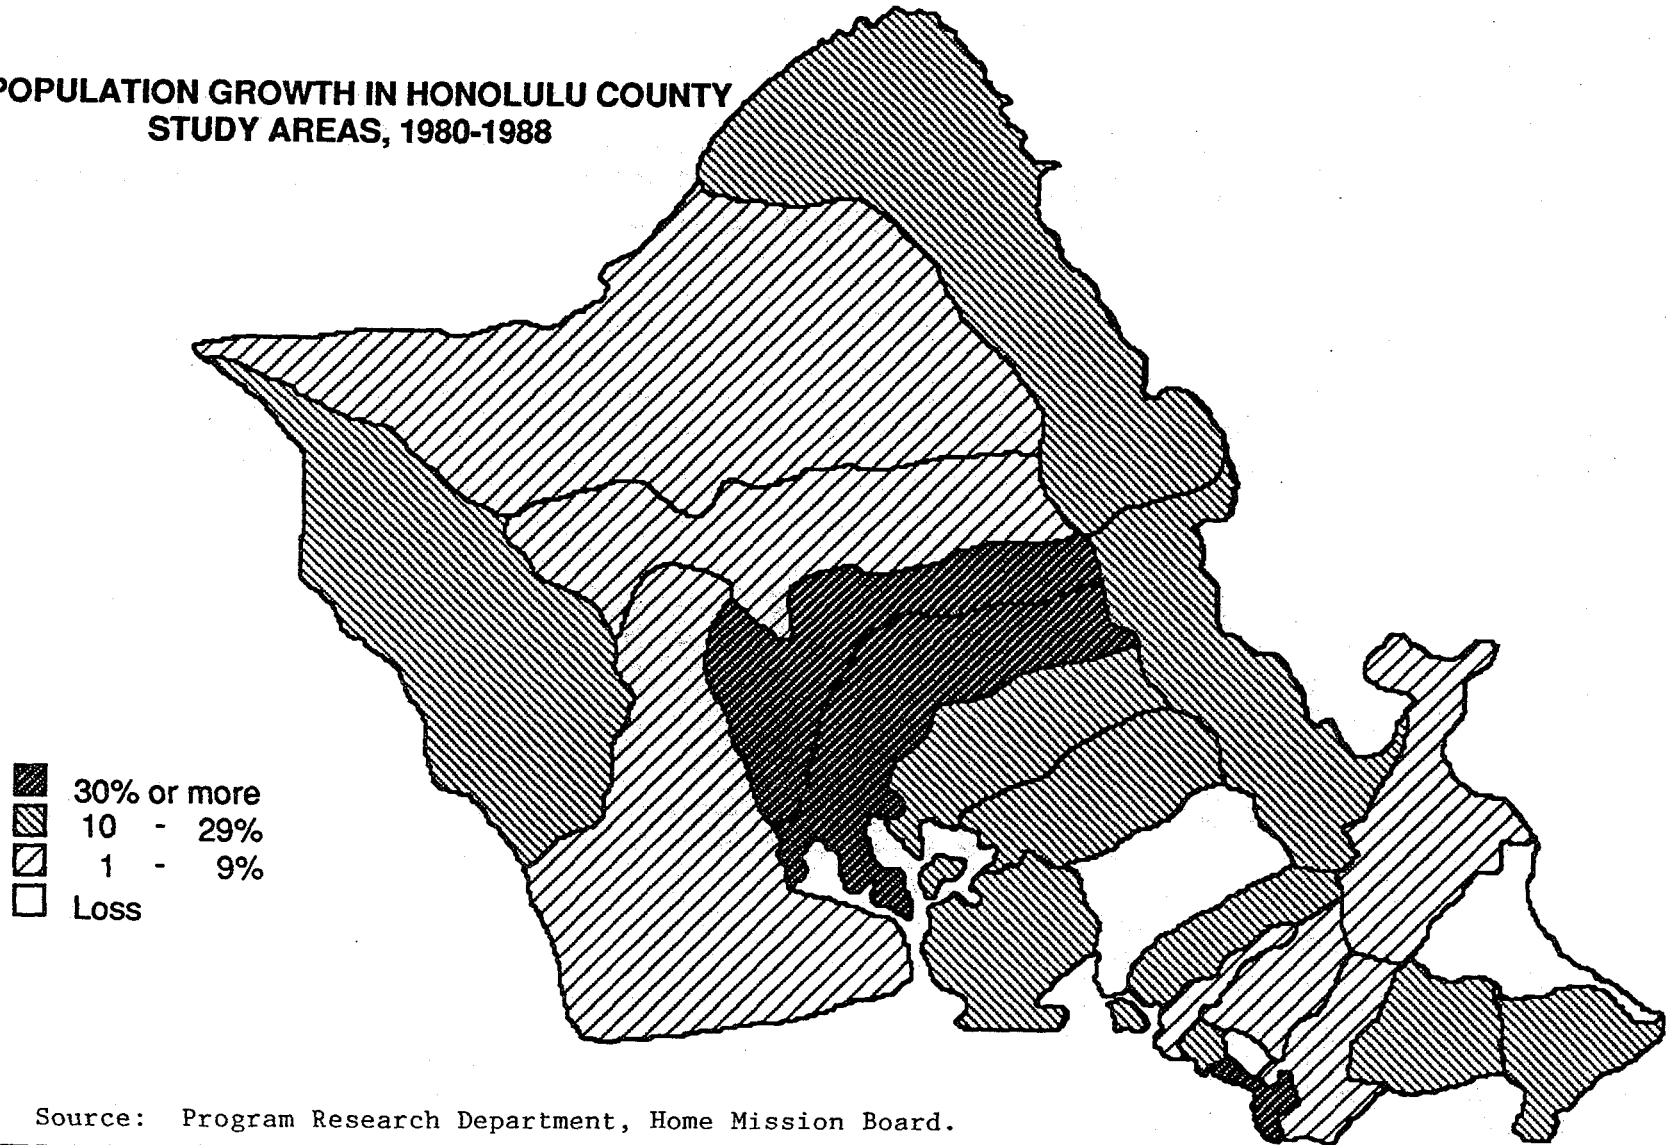 POPULATION GROWTH IN HONOLULU COUNTY
STUDY AREAS, 1980-1988
30% or more
10 - 29%
1 - 9%
Loss
Source: Program Research Department, Home Mission Board.